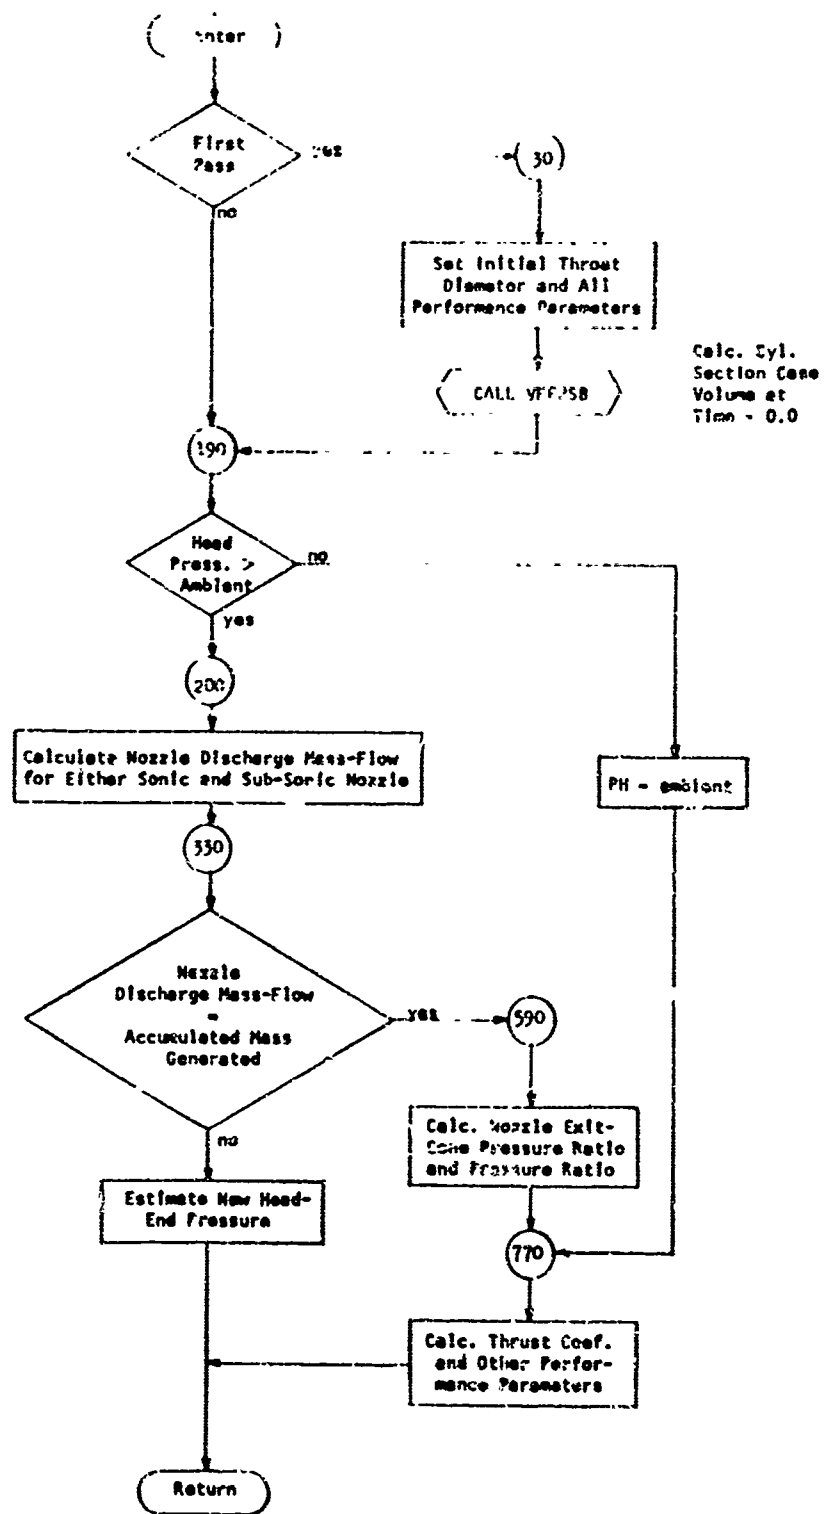 First
Pass
yes
no
30
Set Initial Throat
Diameter and All
Performance Parameters
CALL
Calc. Cyl.
Section Case
Volume at
Time - 0.0
190
Head
Press. >
Ambient
no
yes
200
Calculate Nozzle Discharge Mass-Flow
for Either Sonic and Sub-Sonic Nozzle
PH = ambient
330
Nozzle
Discharge Mass-Flow
=
Accumulated Mass
Generated
yes
590
no
Calc. Nozzle Exit-
Cone Pressure Ratio
and Pressure Ratio
Estimate New Head-
End Pressure
770
Calc. Thrust Coef.
and Other Perfor-
mance Parameters
Return